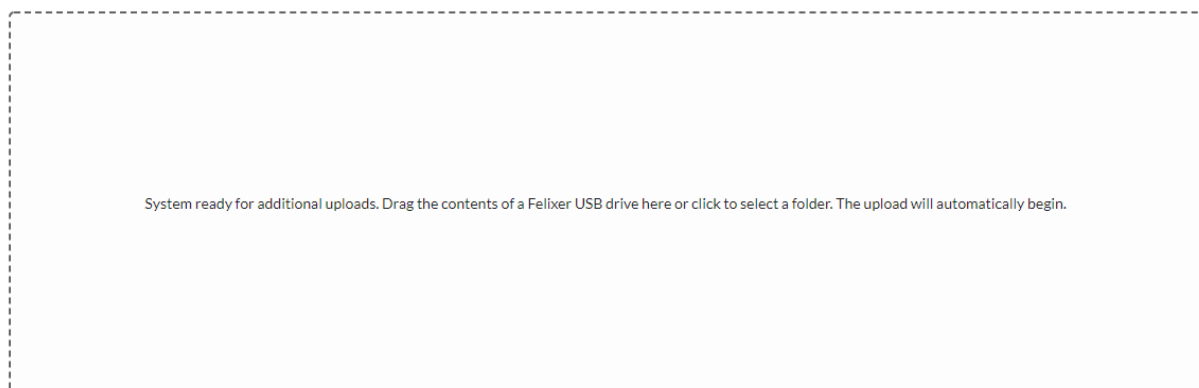 System ready for additional uploads. Drag the contents of a Felixer USB drive here or click to select a folder. The upload will automatically begin.